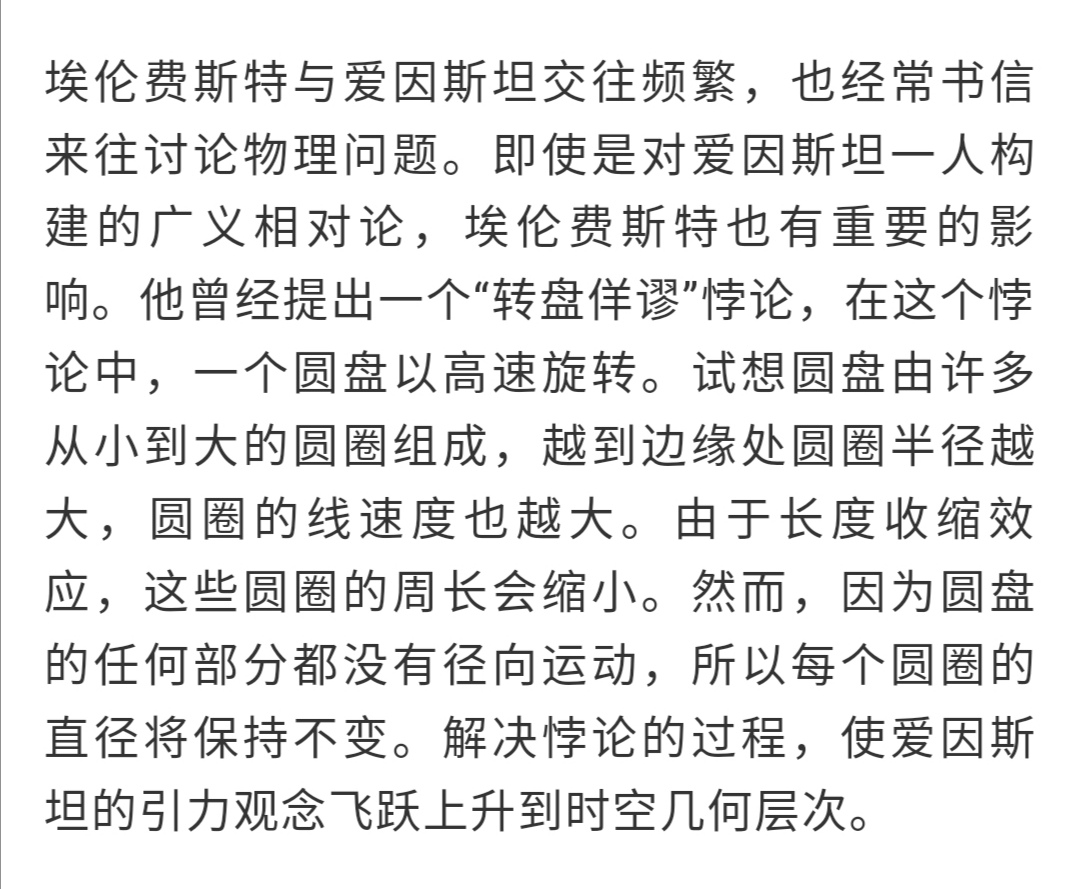 埃伦费斯特与爱因斯坦交往频繁，也经常书信
来往讨论物理问题。即使是对爱因斯坦一人构
建的广义相对论，埃伦费斯特也有重要的影
响。他曾经提出一个“转盘佯谬”悖论，在这个悖
论中，一个圆盘以高速旋转。试想圆盘由许多
从小到大的圆圈组成，越到边缘处圆圈半径越
大，圆圈的线速度也越大。由于长度收缩效
应，这些圆圈的周长会缩小。然而，因为圆盘
的任何部分都没有径向运动，所以每个圆圈的
直径将保持不变。解决悖论的过程，使爱因斯
坦的引力观念飞跃上升到时空几何层次。